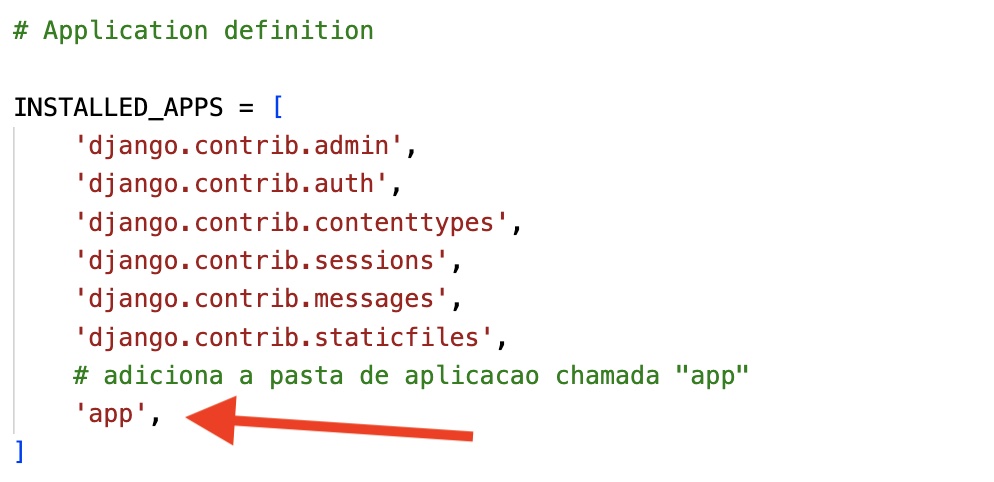 # Application definition
INSTALLED_APPS = [
'django.contrib.admin',
'django.contrib.auth',
'django.contrib.contenttypes',
'django.contrib.sessions',
'django.contrib.messages',
'django.contrib.staticfiles',
# adiciona a pasta de aplicacao chamada "app"
'app',
]